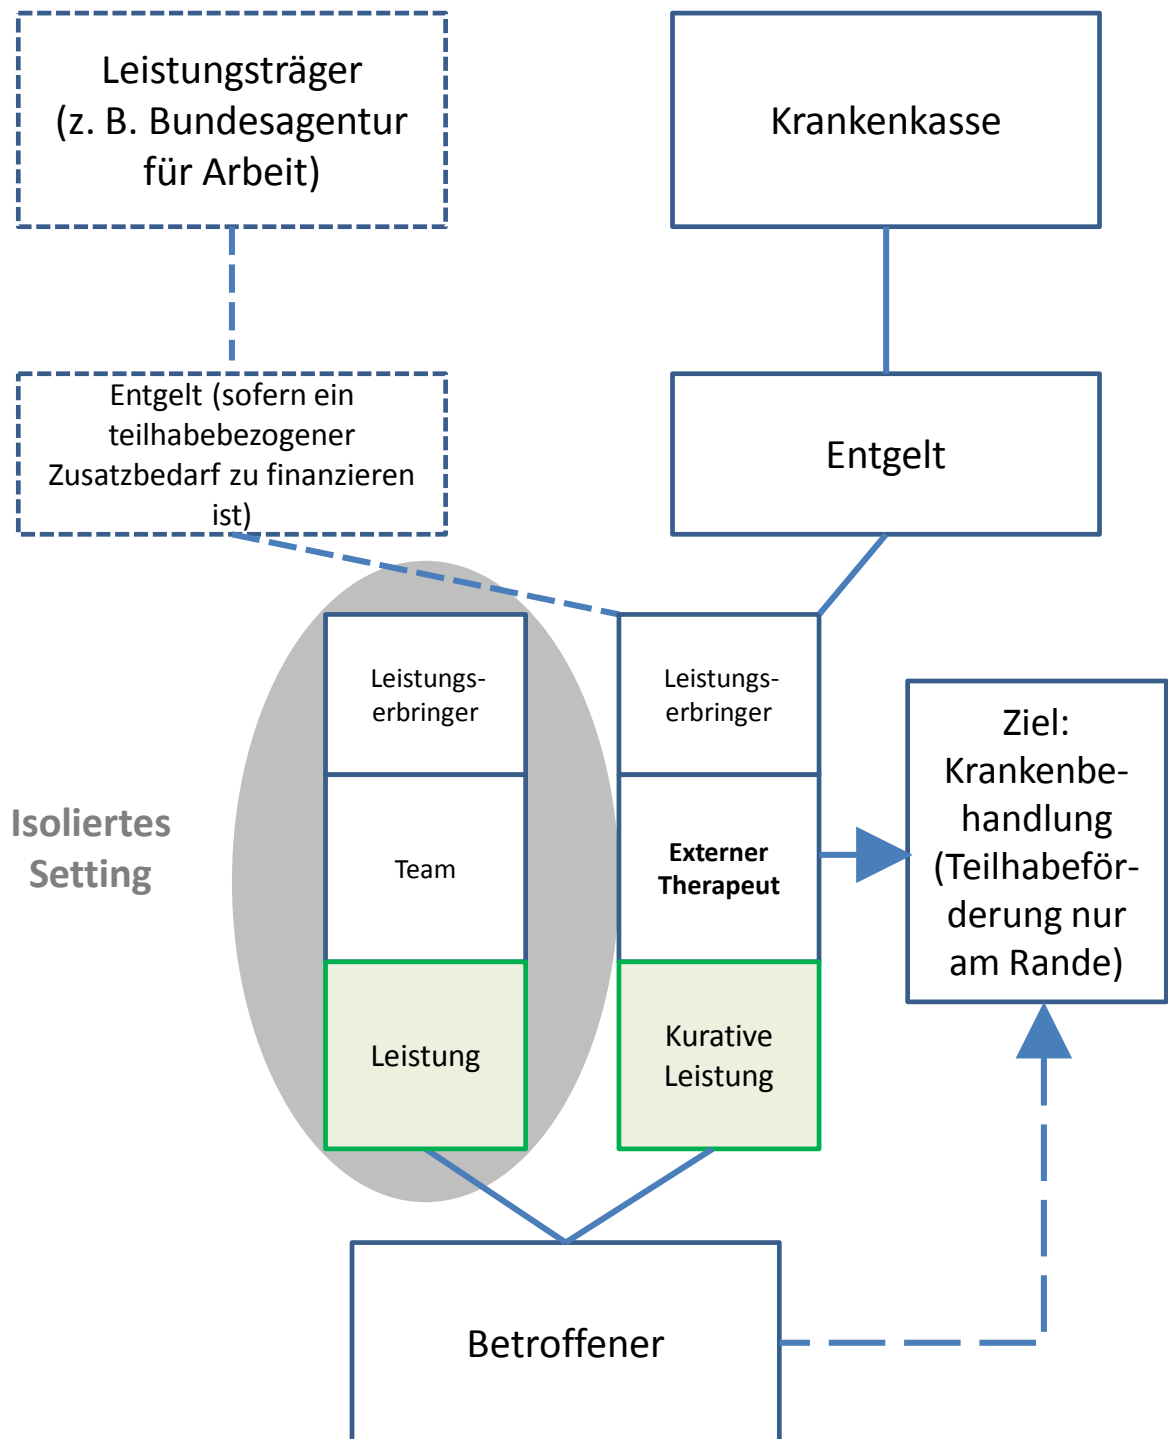 Leistungsträger
(z. B. Bundesagentur
für Arbeit)
Krankenkasse
Entgelt (sofern ein
teilhabebezogener
Zusatzbedarf zu finanzieren
ist)
Entgelt
Leistungs-
erbringer
Leistungs-
erbringer
Isoliertes
Setting
Team
Externer
Therapeut
Ziel:
Krankenbe-
handlung
(Teilhabeför-
derung nur
am Rande)
Leistung
Kurative
Leistung
Betroffener